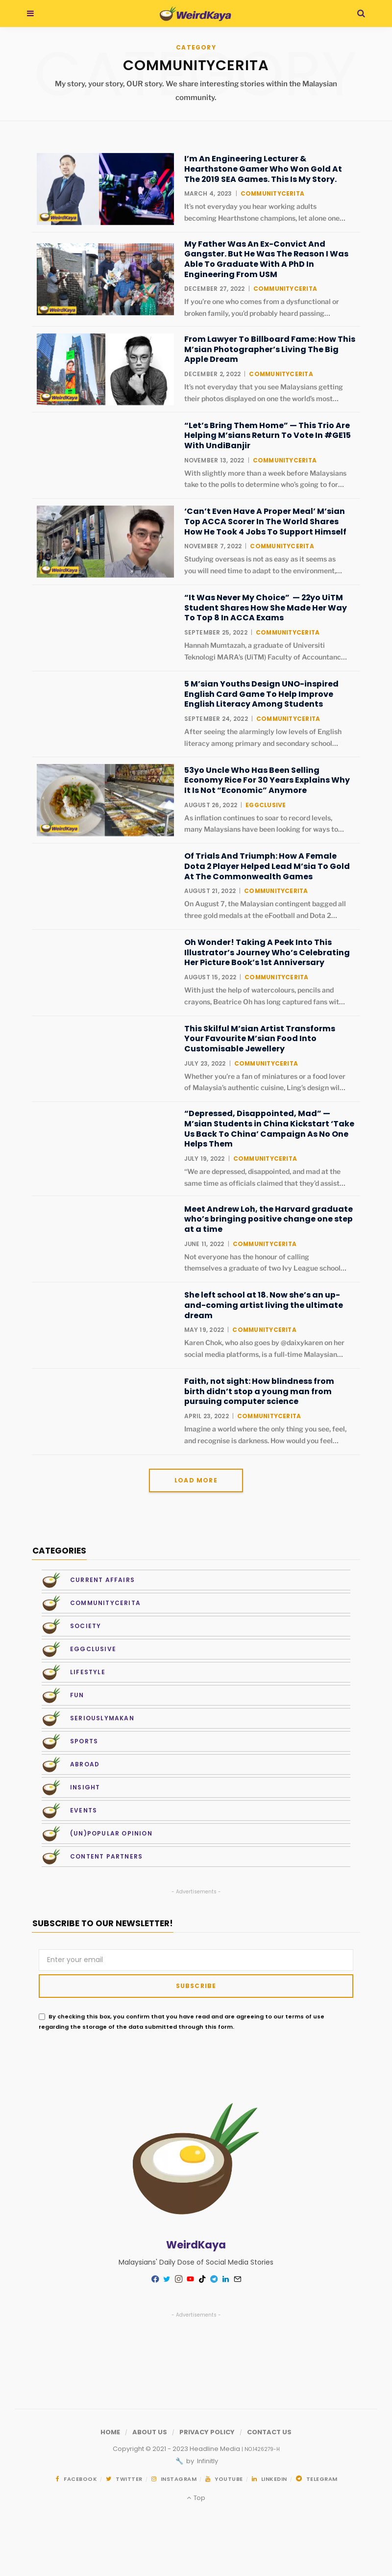 WeirdKaya
CATEGORY
COMMUNITYCERITA
My story, your story, OUR story. We share interesting stories within the Malaysian
community.
I'm An Engineering Lecturer &
Hearthstone Gamer Who Won Gold At
The 2019 SEA Games. This Is My Story.
MARCH 4, 2023 | COMMUNITYCERITA
It's not everyday you hear working adults
becoming Hearthstone champions, let alone one...
WeirdKaya
My Father Was An Ex-Convict And
Gangster. But He Was The Reason I Was
Able To Graduate With A PhD In
Engineering From USM
DECEMBER 27, 2022 | COMMUNITYCERITA
If you're one who comes from a dysfunctional or
broken family, you'd probably heard passing...
WeirdKaya
From Lawyer To Billboard Fame: How This
M'sian Photographer's Living The Big
Apple Dream
DECEMBER 2, 2022 | COMMUNITYCERITA
It's not everyday that you see Malaysians getting
their photos displayed on one the world's most...
WeirdKaya
"Let's Bring Them Home" — This Trio Are
Helping M'sians Return To Vote In #GE15
With UndiBanjir
NOVEMBER 13, 2022 | COMMUNITYCERITA
With slightly more than a week before Malaysians
take to the polls to determine who's going to for...
'Can't Even Have A Proper Meal' M'sian
Top ACCA Scorer In The World Shares
How He Took 4 Jobs To Support Himself
NOVEMBER 7, 2022 | COMMUNITYCERITA
Studying overseas is not as easy as it seems as
you will need time to adapt to the environment,...
"It Was Never My Choice" — 22yo UiTM
Student Shares How She Made Her Way
To Top 8 In ACCA Exams
SEPTEMBER 25, 2022 | COMMUNITYCERITA
Hannah Mumtazah, a graduate of Universiti
Teknologi MARA's (UiTM) Faculty of Accountanc...
5 M'sian Youths Design UNO-inspired
English Card Game To Help Improve
English Literacy Among Students
SEPTEMBER 24, 2022 | COMMUNITYCERITA
After seeing the alarmingly low levels of English
literacy among primary and secondary school...
53yo Uncle Who Has Been Selling
Economy Rice For 30 Years Explains Why
It Is Not "Economic" Anymore
AUGUST 26, 2022 | EGGCLUSIVE
As inflation continues to soar to record levels,
many Malaysians have been looking for ways to...
WeirdKaya
Of Trials And Triumph: How A Female
Dota 2 Player Helped Lead M'sia To Gold
At The Commonwealth Games
AUGUST 21, 2022 | COMMUNITYCERITA
On August 7, the Malaysian contingent bagged all
three gold medals at the eFootball and Dota 2...
Oh Wonder! Taking A Peek Into This
Illustrator's Journey Who's Celebrating
Her Picture Book's 1st Anniversary
AUGUST 15, 2022 | COMMUNITYCERITA
With just the help of watercolours, pencils and
crayons, Beatrice Oh has long captured fans wit...
This Skilful M'sian Artist Transforms
Your Favourite M'sian Food Into
Customisable Jewellery
JULY 23, 2022 | COMMUNITYCERITA
Whether you're a fan of miniatures or a food lover
of Malaysia's authentic cuisine, Ling's design wil...
"Depressed, Disappointed, Mad" —
M'sian Students in China Kickstart 'Take
Us Back To China' Campaign As No One
Helps Them
JULY 19, 2022 | COMMUNITYCERITA
"We are depressed, disappointed, and mad at the
same time as officials claimed that they'd assist...
Meet Andrew Loh, the Harvard graduate
who's bringing positive change one step
at a time
JUNE 11, 2022 | COMMUNITYCERITA
Not everyone has the honour of calling
themselves a graduate of two Ivy League school...
She left school at 18. Now she's an up-
and-coming artist living the ultimate
dream
MAY 19, 2022 | COMMUNITYCERITA
Karen Chok, who also goes by @daixykaren on her
social media platforms, is a full-time Malaysian...
Faith, not sight: How blindness from
birth didn't stop a young man from
pursuing computer science
APRIL 23, 2022 | COMMUNITYCERITA
Imagine a world where the only thing you see, feel,
and recognise is darkness. How would you feel...
LOAD MORE
CATEGORIES
CURRENT AFFAIRS
COMMUNITYCERITA
SOCIETY
EGGCLUSIVE
LIFESTYLE
FUN
SERIOUSLYMAKAN
SPORTS
ABROAD
INSIGHT
EVENTS
(UN)POPULAR OPINION
CONTENT PARTNERS
- Advertisements -
SUBSCRIBE TO OUR NEWSLETTER!
Enter your email
SUBSCRIBE
By checking this box, you confirm that you have read and are agreeing to our terms of use
regarding the storage of the data submitted through this form.
WeirdKaya
Malaysians' Daily Dose of Social Media Stories
- Advertisements -
HOME / ABOUT US / PRIVACY POLICY / CONTACT US
Copyright © 2021 - 2023 Headline Media | NO1426279-H
by Infinitly
FACEBOOK / TWITTER / INSTAGRAM / YOUTUBE / LINKEDIN / TELEGRAM
Top